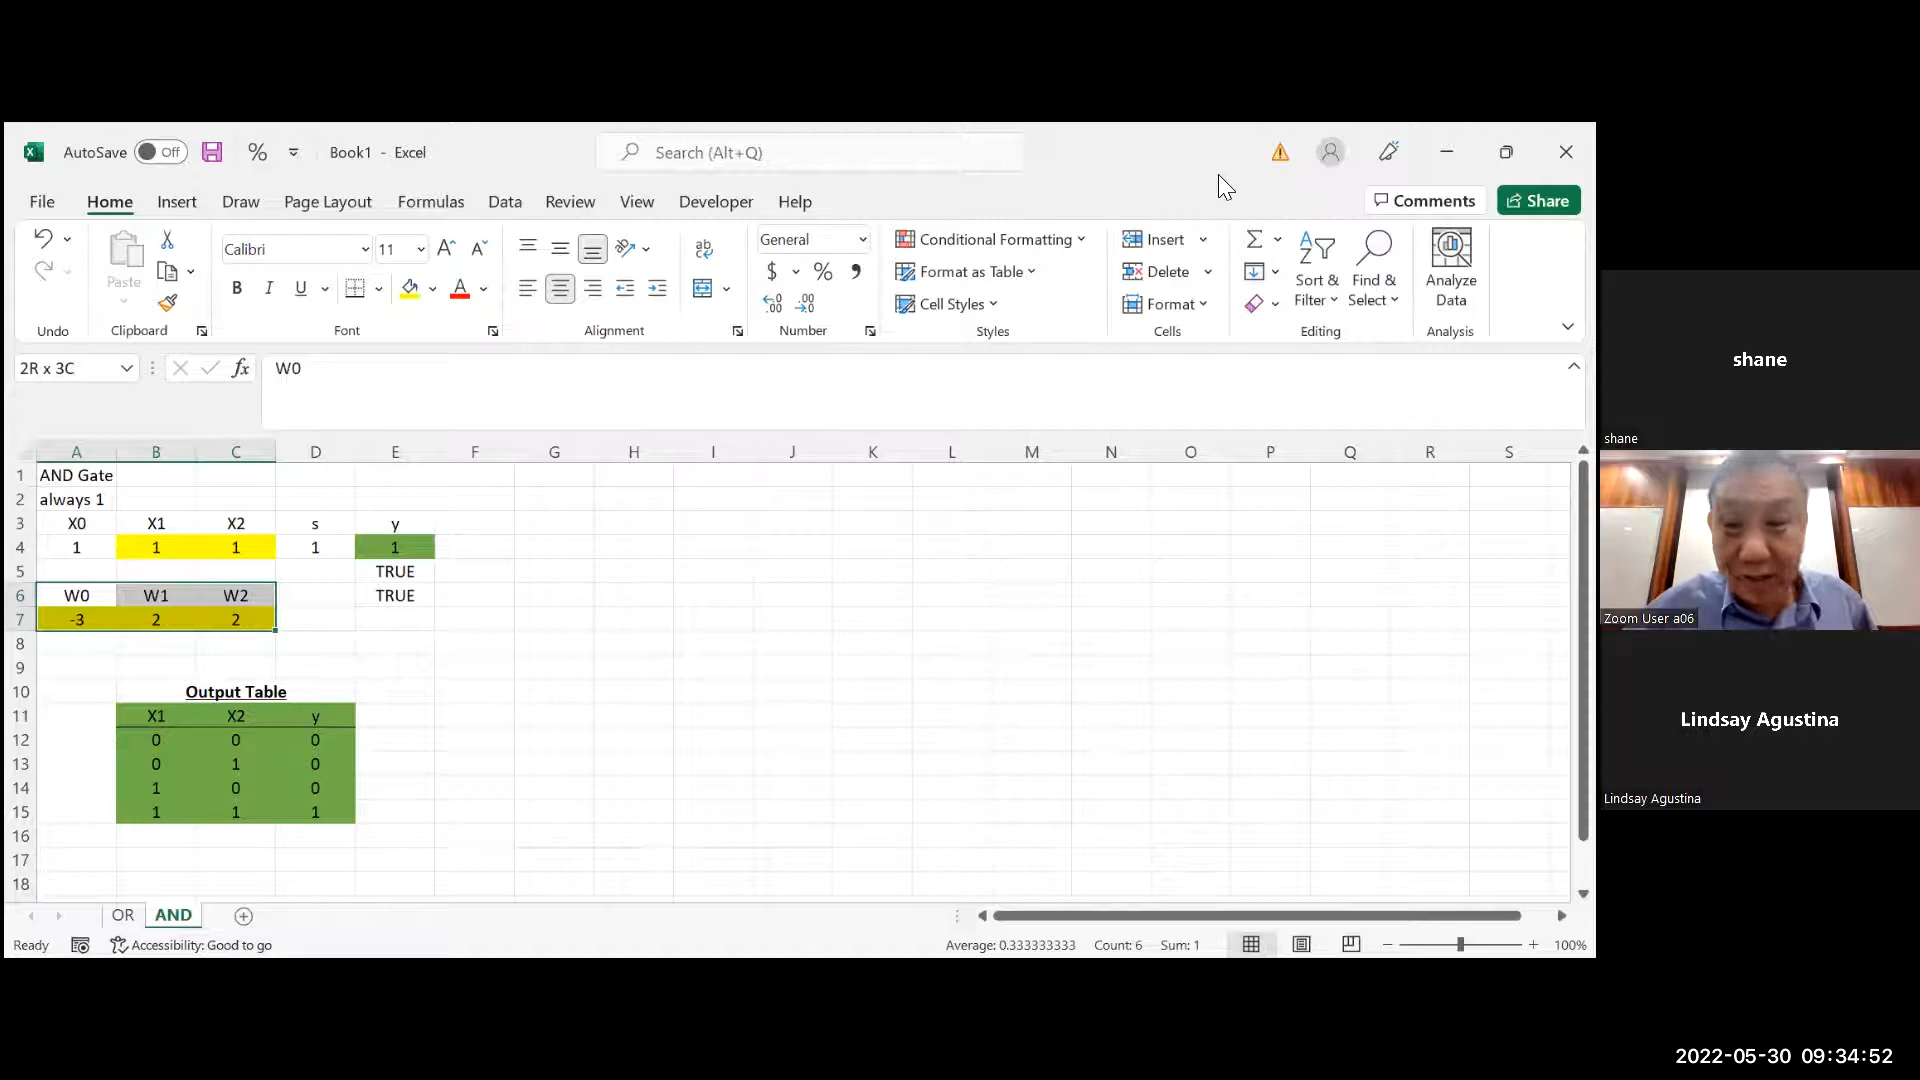 AutoSave Off Book1 - Excel Search (Alt+Q)
File Home Insert Draw Page Layout Formulas Data Review View Developer Help Comments Share
Paste
Undo Clipboard
Calibri 11
B I U A
Font
ab
Alignment
General
$ % ,
Number
Conditional Formatting
Format as Table
Cell Styles
Styles
Insert
Delete
Format
Cells
Sort & Filter
Find & Select
Editing
Analyze Data
Analysis
2R x 3C fx W0
A B C D E F G H I J K L M N O P Q R S
1 AND Gate
2 always 1
3 X0 X1 X2 s y
4 1 1 1 1 1
5 TRUE
6 W0 W1 W2 TRUE
7 -3 2 2
8
9
10 Output Table
11 X1 X2 y
12 0 0 0
13 0 1 0
14 1 0 0
15 1 1 1
16
17
18
OR AND
Ready Accessibility: Good to go Average: 0.333333333 Count: 6 Sum: 1 100%
shane
shane
Zoom User a06
Lindsay Agustina
Lindsay Agustina
2022-05-30 09:34:52